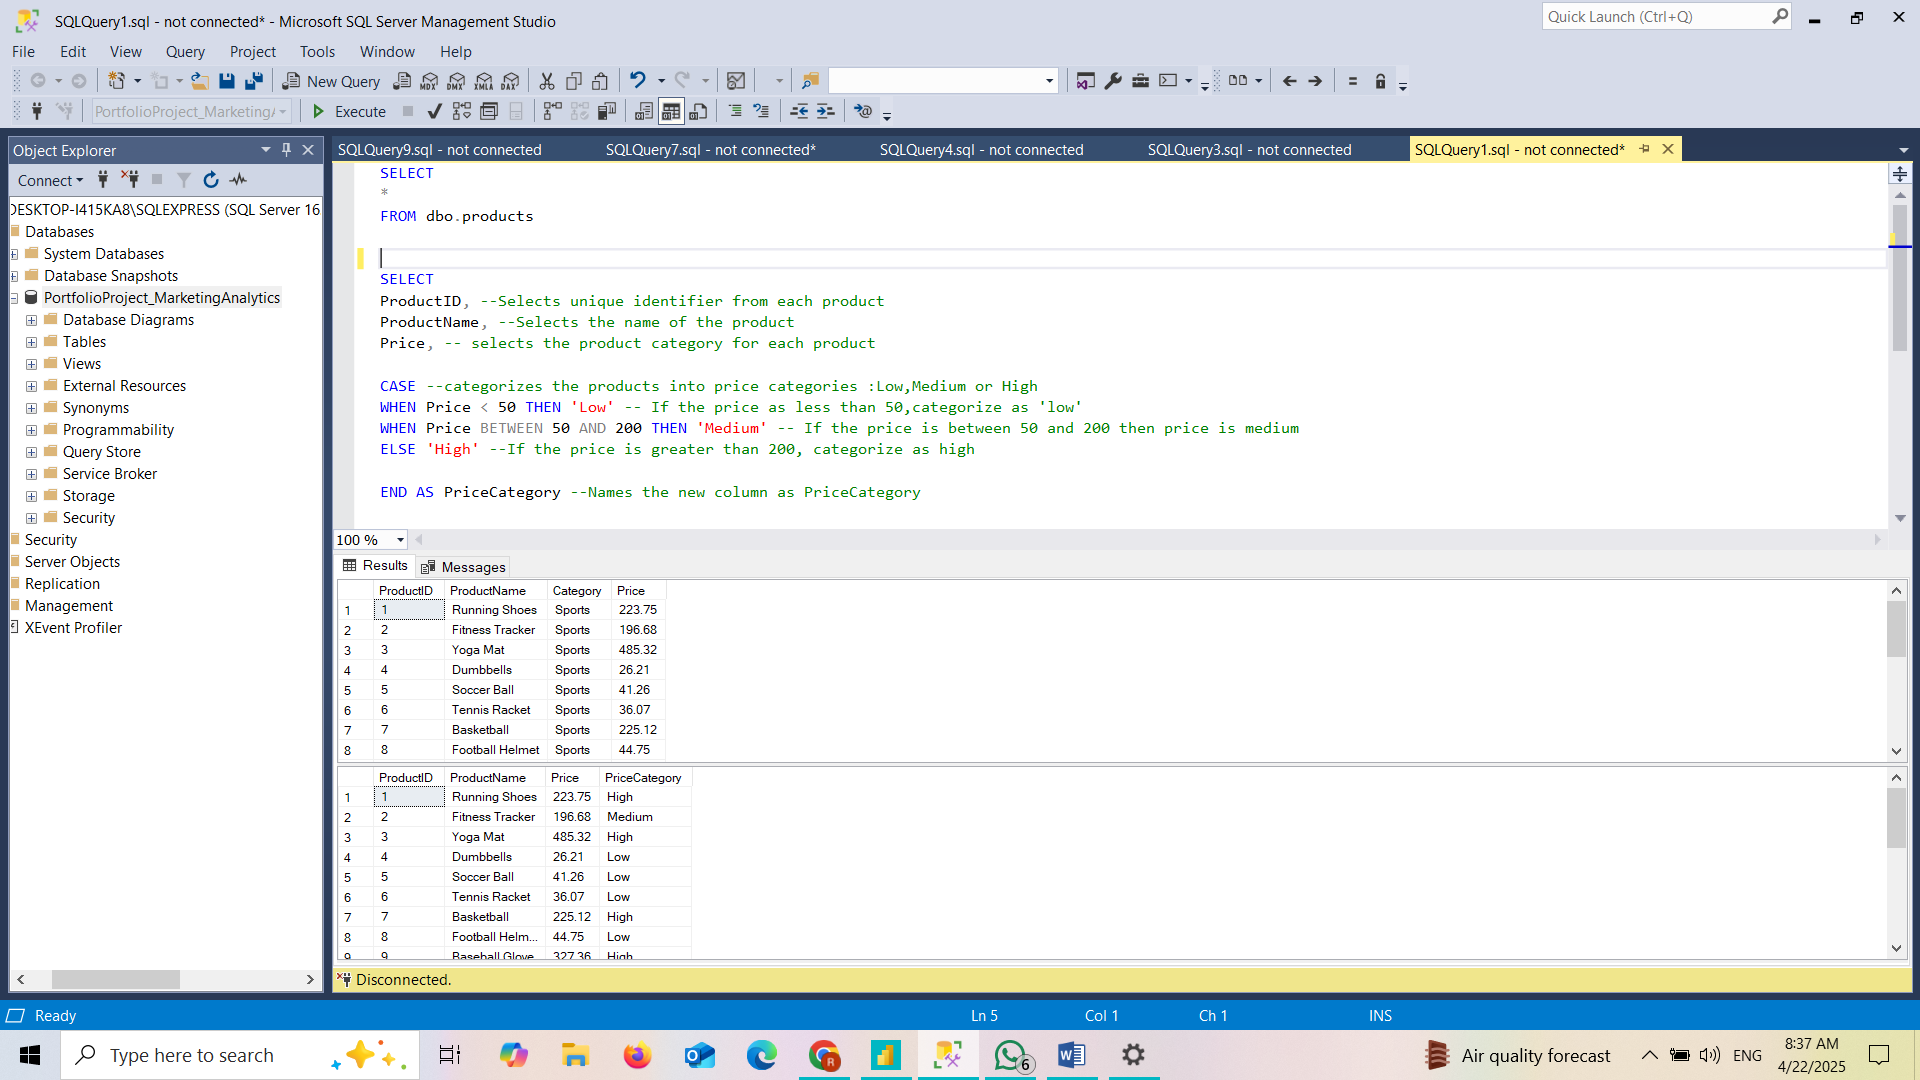 SQLQuery1.sql - not connected* - Microsoft SQL Server Management Studio
Quick Launch (Ctrl+Q)
File Edit View Query Project Tools Window Help
New Query MDX DMX XMLA DAX
PortfolioProject_Marketing Execute
Object Explorer
SQLQuery9.sql - not connected SQLQuery7.sql - not connected* SQLQuery4.sql - not connected SQLQuery3.sql - not connected SQLQuery1.sql - not connected*
Connect
DESKTOP-I415KA8\SQLEXPRESS (SQL Server 16
Databases
System Databases
Database Snapshots
PortfolioProject_MarketingAnalytics
Database Diagrams
Tables
Views
External Resources
Synonyms
Programmability
Query Store
Service Broker
Storage
Security
Security
Server Objects
Replication
Management
XEvent Profiler
SELECT
*
FROM dbo.products
SELECT
ProductID, --Selects unique identifier from each product
ProductName, --Selects the name of the product
Price, -- selects the product category for each product
CASE --categorizes the products into price categories :Low,Medium or High
WHEN Price < 50 THEN 'Low' -- If the price as less than 50,categorize as 'low'
WHEN Price BETWEEN 50 AND 200 THEN 'Medium' -- If the price is between 50 and 200 then price is medium
ELSE 'High' --If the price is greater than 200, categorize as high
END AS PriceCategory --Names the new column as PriceCategory
100 %
Results Messages
ProductID ProductName Category Price
1 1 Running Shoes Sports 223.75
2 2 Fitness Tracker Sports 196.68
3 3 Yoga Mat Sports 485.32
4 4 Dumbbells Sports 26.21
5 5 Soccer Ball Sports 41.26
6 6 Tennis Racket Sports 36.07
7 7 Basketball Sports 225.12
8 8 Football Helmet Sports 44.75
ProductID ProductName Price PriceCategory
1 1 Running Shoes 223.75 High
2 2 Fitness Tracker 196.68 Medium
3 3 Yoga Mat 485.32 High
4 4 Dumbbells 26.21 Low
5 5 Soccer Ball 41.26 Low
6 6 Tennis Racket 36.07 Low
7 7 Basketball 225.12 High
8 8 Football Helm... 44.75 Low
9 9 Baseball Glove 327.36 High
Disconnected.
Ready Ln 5 Col 1 Ch 1 INS
Type here to search
R
6
Air quality forecast
ENG
8:37 AM
4/22/2025